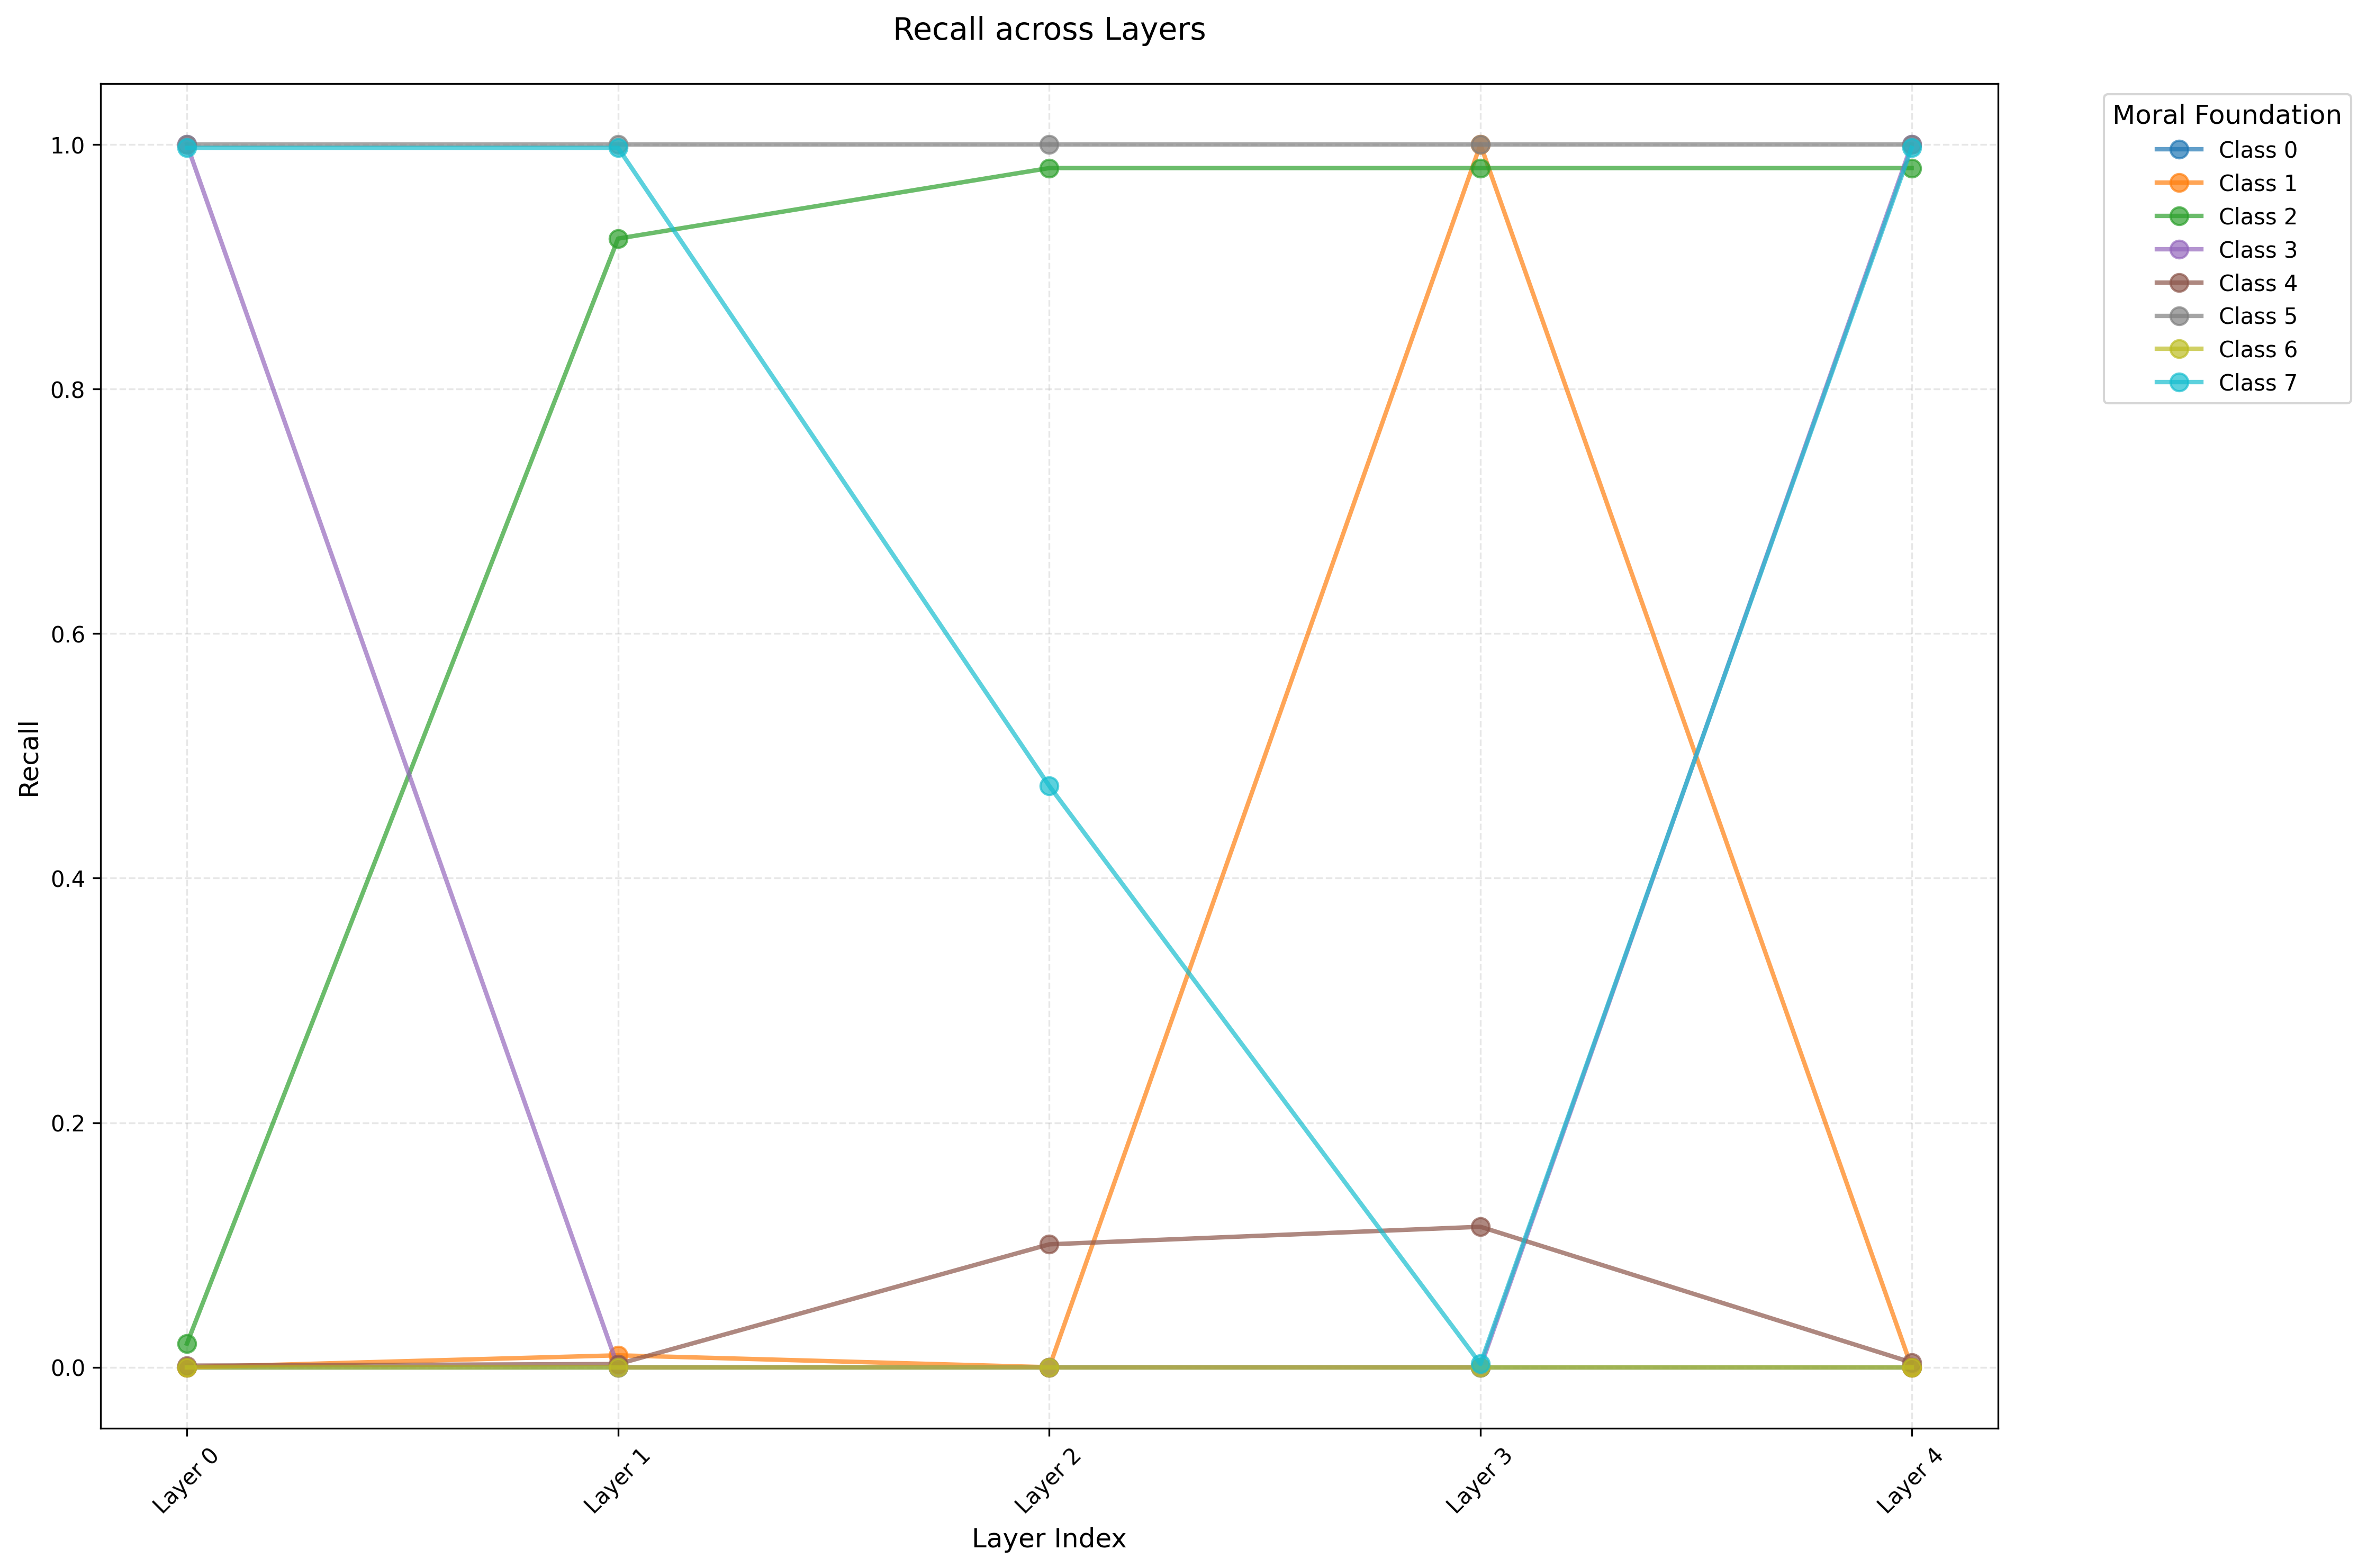 Recall across Layers
Moral Foundation
Class 0
Class 1
Class 2
Class 3
Class 4
Class 5
Class 6
Class 7
1.0
0.8
0.6
0.4
0.2
0.0
Recall
Layer 0
Layer 1
Layer 2
Layer 3
Layer 4
Layer Index